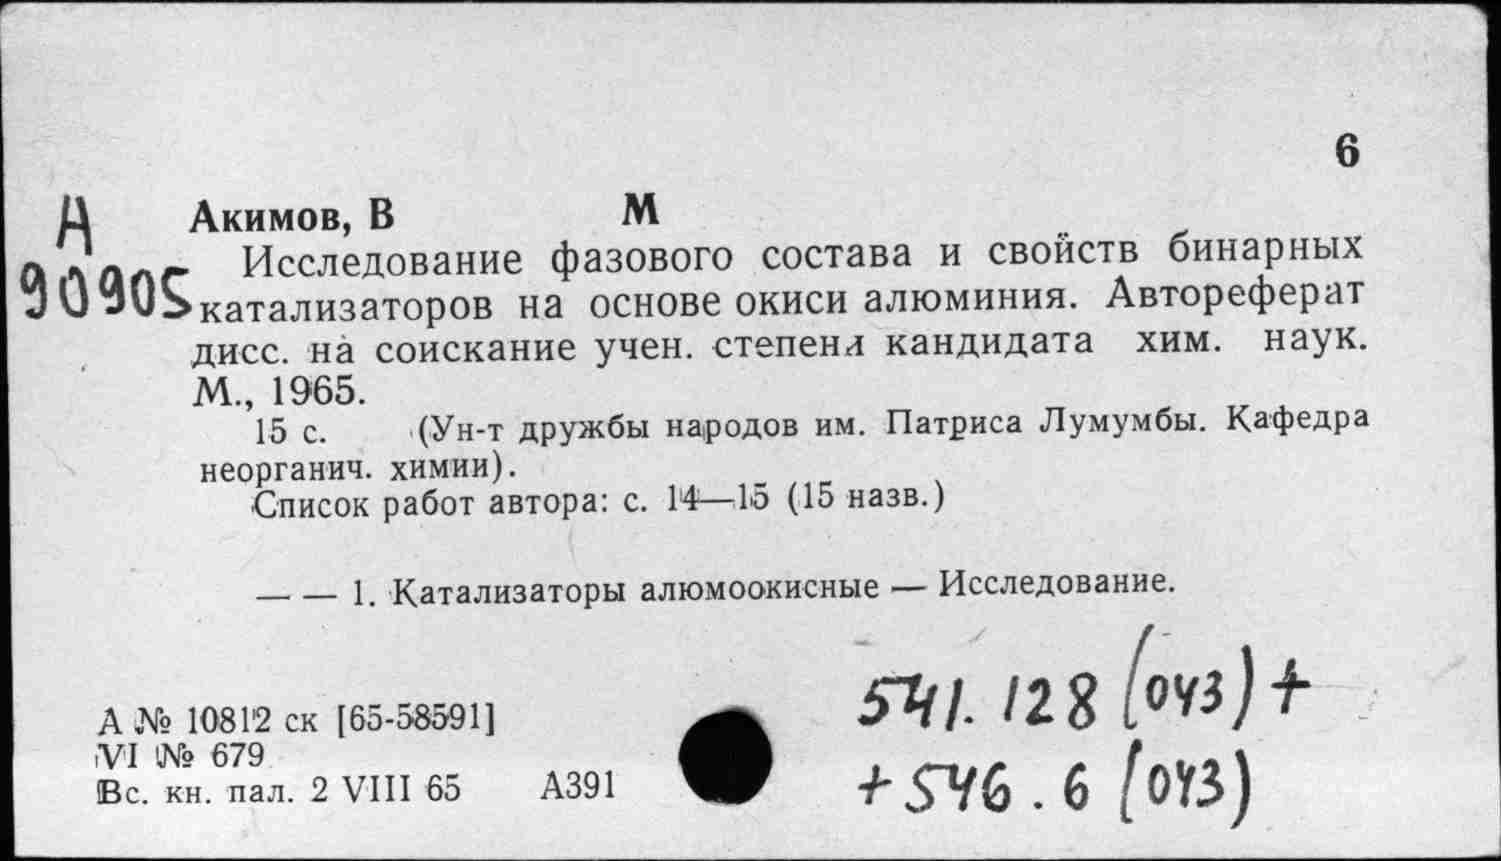 6
А
90905
Акимов, В М
Исследование фазового состава и свойств бинарных
катализаторов на основе окиси алюминия. Автореферат
дисс. на соискание учен. степени кандидата хим. наук.
М., 1965.
15 с. (Ун-т дружбы народов им. Патриса Лумумбы. Кафедра
неорганич. химии).
Список работ автора: с. 14—15 (15 назв.)
— — 1. Катализаторы алюмоокисные — Исследование.
541.128 (043) +
+ 546.6 (043)
А № 10812 ск [65-58591]
VI № 679
Вс. кн. пал. 2 VIII 65 А391